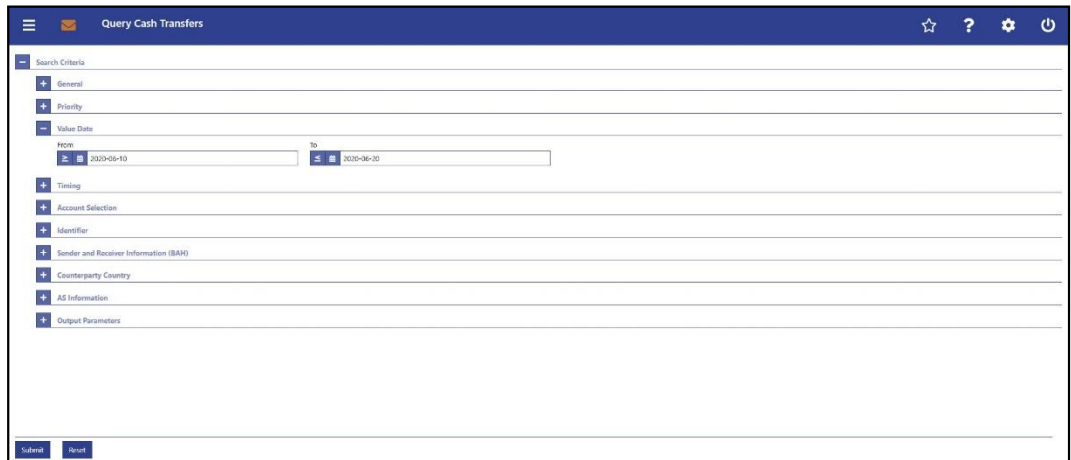 Query Cash Transfers
?
− Search Criteria
+ General
+ Priority
− Value Date
From To
≥ 2020-06-10 ≤ 2020-06-20
+ Timing
+ Account Selection
+ Identifier
+ Sender and Receiver Information (BAH)
+ Counterparty Country
+ AS Information
+ Output Parameters
Submit Reset